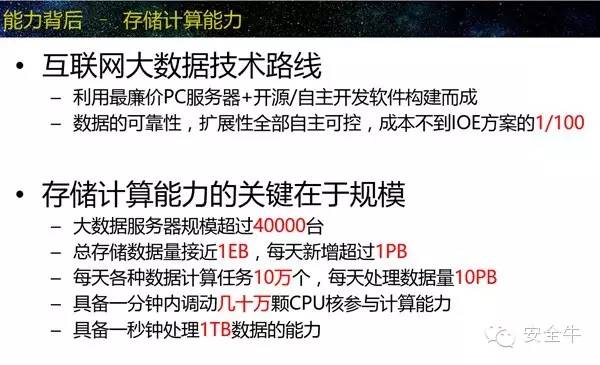 能力背后 - 存储计算能力
• 互联网大数据技术路线
– 利用最廉价PC服务器+开源/自主开发软件构建而成
– 数据的可靠性，扩展性全部自主可控，成本不到IOE方案的1/100
• 存储计算能力的关键在于规模
– 大数据服务器规模超过40000台
– 总存储数据量接近1EB，每天新增超过1PB
– 每天各种数据计算任务10万个，每天处理数据量10PB
– 具备一分钟内调动几十万颗CPU核参与计算能力
– 具备一秒钟处理1TB数据的能力
安全牛